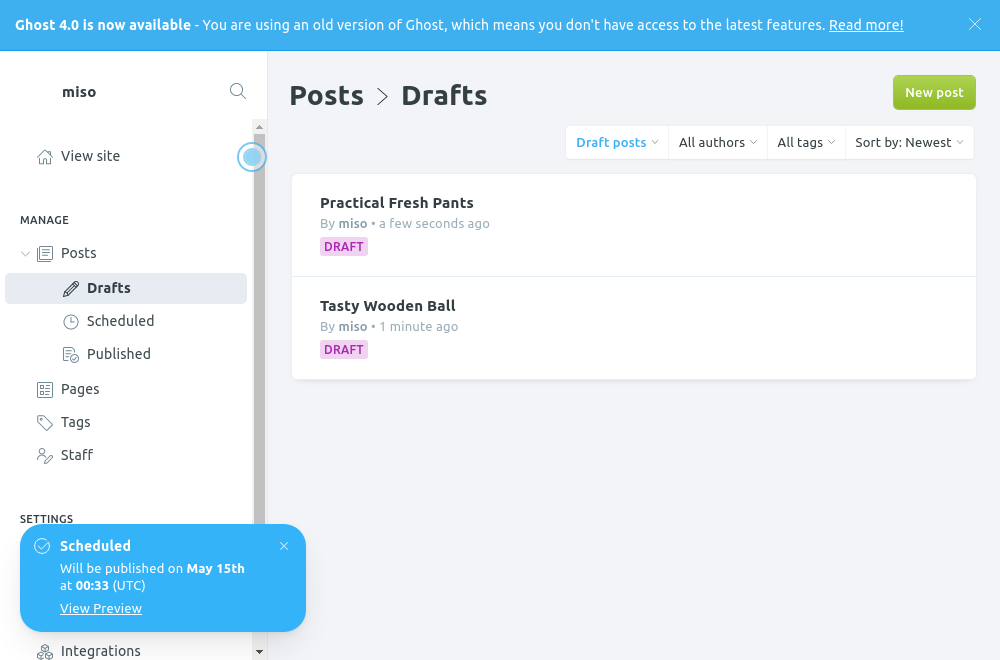 Ghost 4.0 is now available - You are using an old version of Ghost, which means you don't have access to the latest features. Read more!
miso
View site
MANAGE
Posts
Drafts
Scheduled
Published
Pages
Tags
Staff
SETTINGS
Integrations
Posts > Drafts
New post
Draft posts All authors All tags Sort by: Newest
Practical Fresh Pants
By miso • a few seconds ago
DRAFT
Tasty Wooden Ball
By miso • 1 minute ago
DRAFT
Scheduled
Will be published on May 15th
at 00:33 (UTC)
View Preview